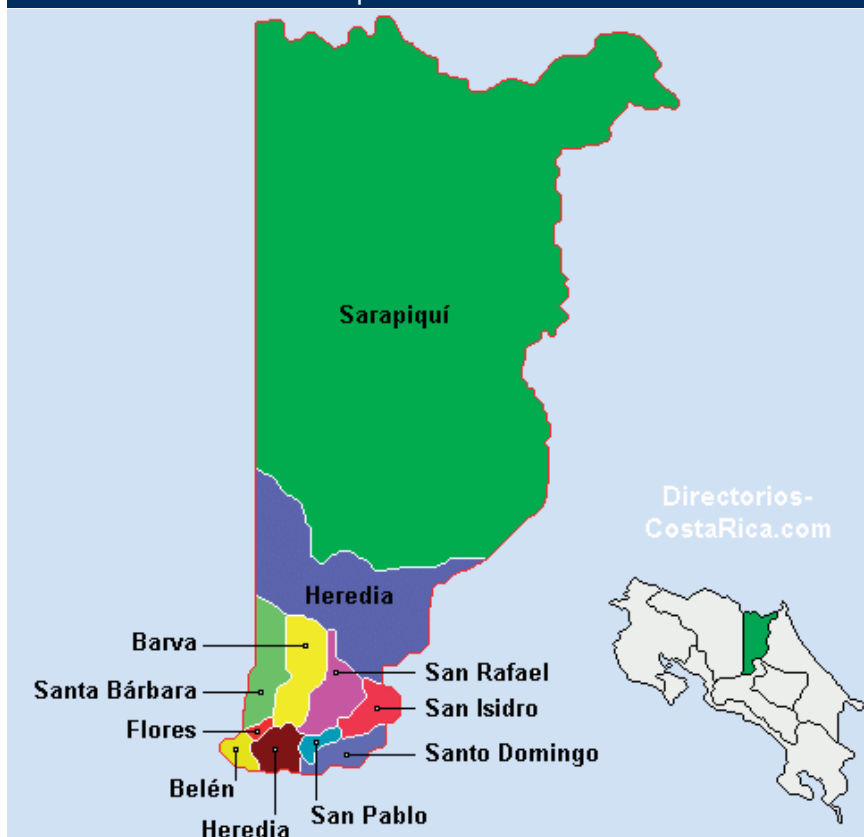 Sarapiquí
Directorios-
CostaRica.com
Heredia
Barva
San Rafael
Santa Bárbara
San Isidro
Flores
Santo Domingo
Belén
San Pablo
Heredia